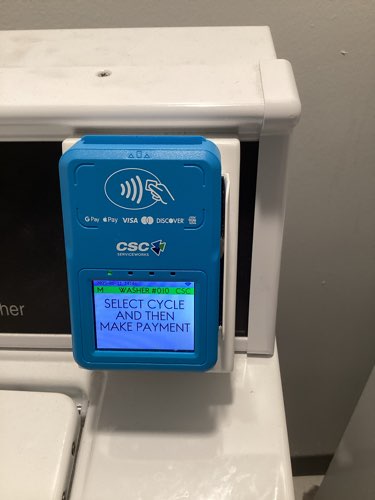 G Pay Pay VISA DISCOVER
CSC
SERVICEWORKS
M WASHER #010 CSC
SELECT CYCLE
AND THEN
MAKE PAYMENT
her